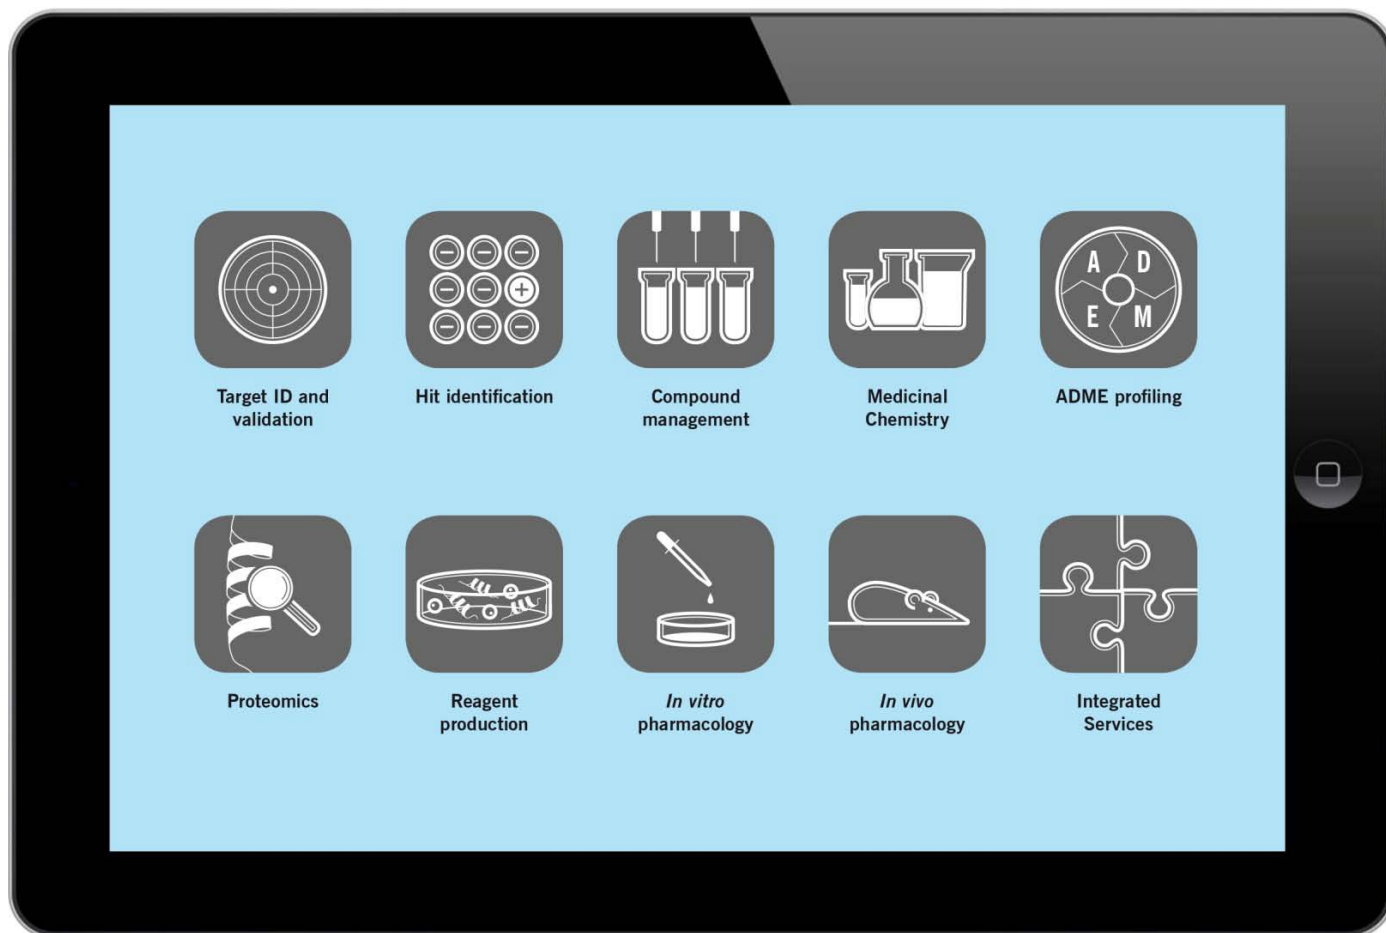 A D
E M
Target ID and
validation
Hit identification
Compound
management
Medicinal
Chemistry
ADME profiling
Proteomics
Reagent
production
In vitro
pharmacology
In vivo
pharmacology
Integrated
Services